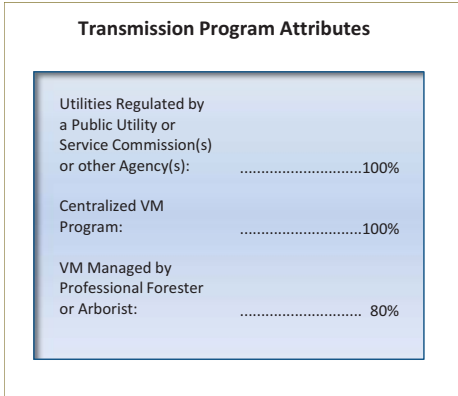 Transmission Program Attributes
Utilities Regulated by
a Public Utility or
Service Commission(s)
or other Agency(s): .............................100%
Centralized VM
Program: .............................100%
VM Managed by
Professional Forester
or Arborist: ............................. 80%